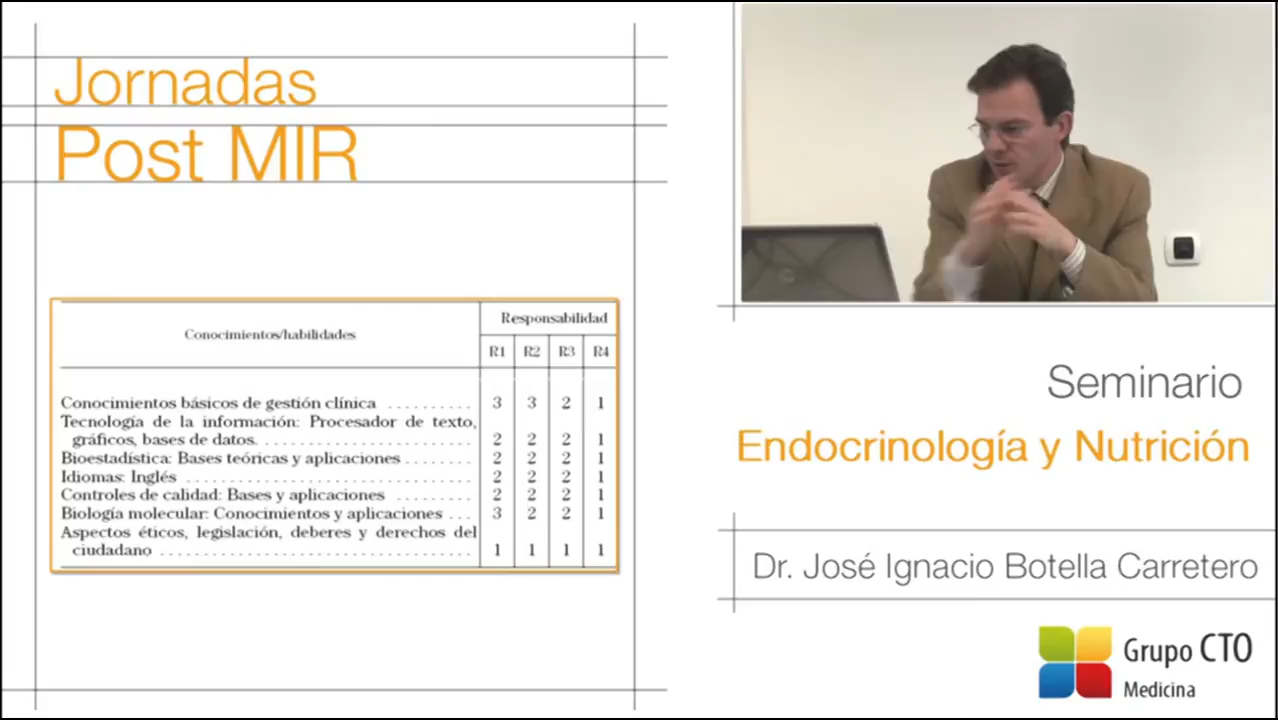 Jornadas
Post MIR
Conocimientos/habilidades
Responsabilidad
R1 R2 R3 R4
Conocimientos básicos de gestión clínica .......... 3 3 2 1
Tecnología de la información: Procesador de texto,
gráficos, bases de datos. .......... 2 2 2 1
Bioestadística: Bases teóricas y aplicaciones .......... 2 2 2 1
Idiomas: Inglés .......... 2 2 2 1
Controles de calidad: Bases y aplicaciones .......... 2 2 2 1
Biología molecular: Conocimientos y aplicaciones ... 3 2 2 1
Aspectos éticos, legislación, deberes y derechos del
ciudadano .......... 1 1 1 1
Seminario
Endocrinología y Nutrición
Dr. José Ignacio Botella Carretero
Grupo CTO
Medicina